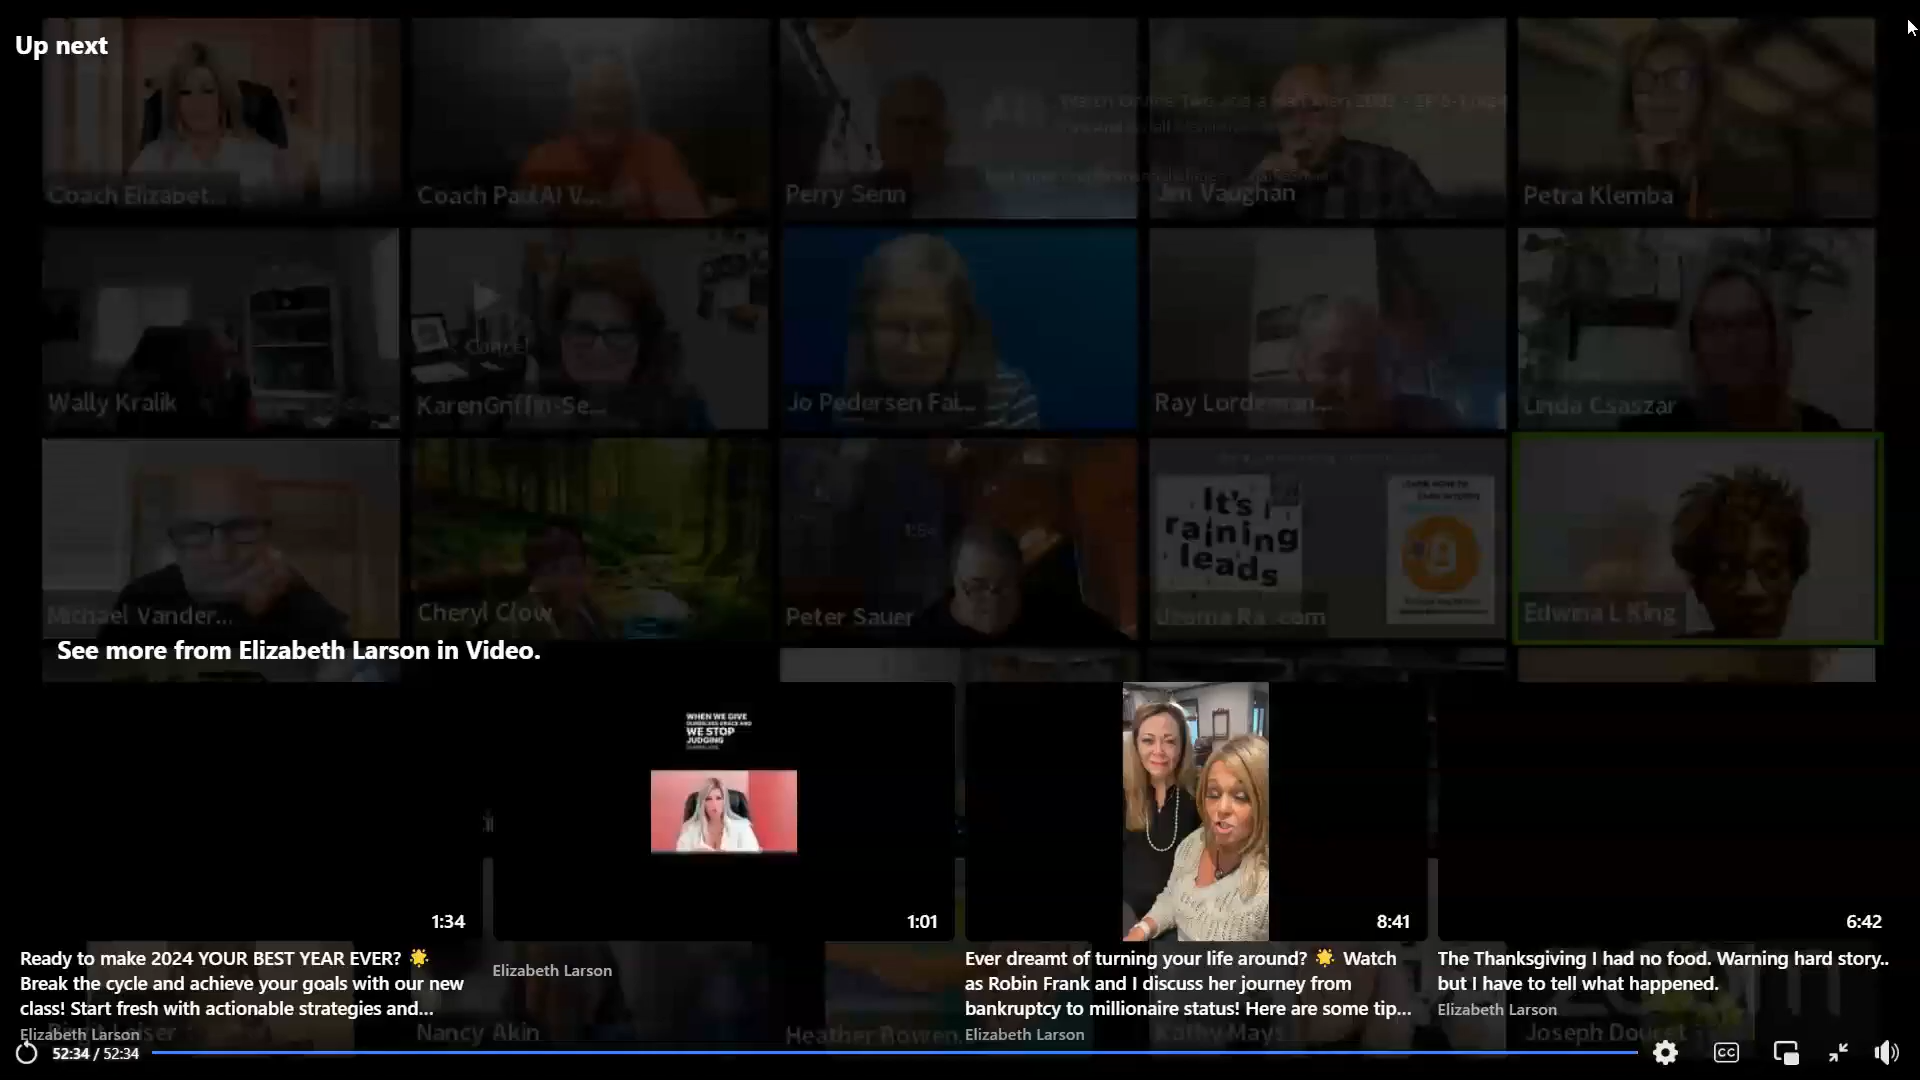 Up next
Coach Elizabet...
Coach PaulAI V...
Perry Senn
Jim Vaughan
Petra Klemba
Wally Kralik
Cancel
KarenGriffin-Se...
Jo Pedersen Fai...
Ray Lordeman...
Linda Csaszar
It's
raining
leads
Michael Vander...
Cheryl Clow
Peter Sauer
Edwina L King
See more from Elizabeth Larson in Video.
WHEN WE GIVE
WE STOP
JUDGING
1:34
1:01
8:41
6:42
Ready to make 2024 YOUR BEST YEAR EVER? 🌟
Break the cycle and achieve your goals with our new
class! Start fresh with actionable strategies and...
Elizabeth Larson
Elizabeth Larson
Ever dreamt of turning your life around? 🌟 Watch
as Robin Frank and I discuss her journey from
bankruptcy to millionaire status! Here are some tip...
Elizabeth Larson
The Thanksgiving I had no food. Warning hard story..
but I have to tell what happened.
Elizabeth Larson
Nancy Akin
Heather Bowen
Kathy Mays
Joseph Doucet
52:34 / 52:34
CC